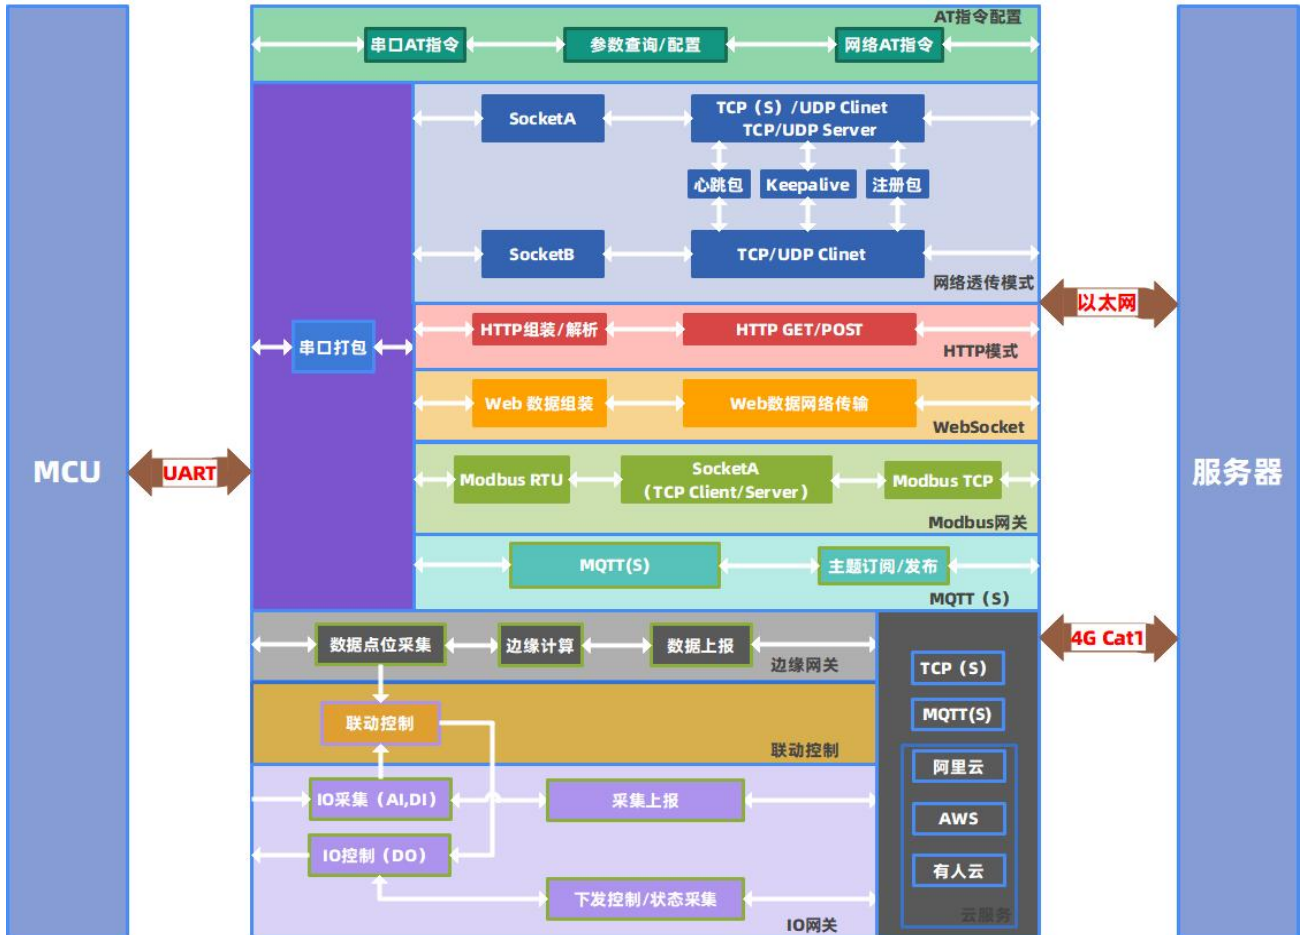 AT指令配置
串口AT指令
参数查询/配置
网络AT指令
SocketA
TCP（S）/UDP Clinet
TCP/UDP Server
心跳包
Keepalive
注册包
SocketB
TCP/UDP Clinet
网络透传模式
以太网
串口打包
HTTP组装/解析
HTTP GET/POST
HTTP模式
Web 数据组装
Web数据网络传输
WebSocket
MCU
UART
Modbus RTU
SocketA
（TCP Client/Server）
Modbus TCP
Modbus网关
服务器
MQTT(S)
主题订阅/发布
MQTT（S）
4G Cat1
数据点位采集
边缘计算
数据上报
边缘网关
联动控制
联动控制
IO采集（AI,DI）
采集上报
IO控制（DO）
下发控制/状态采集
IO网关
TCP（S）
MQTT(S)
阿里云
AWS
有人云
云服务